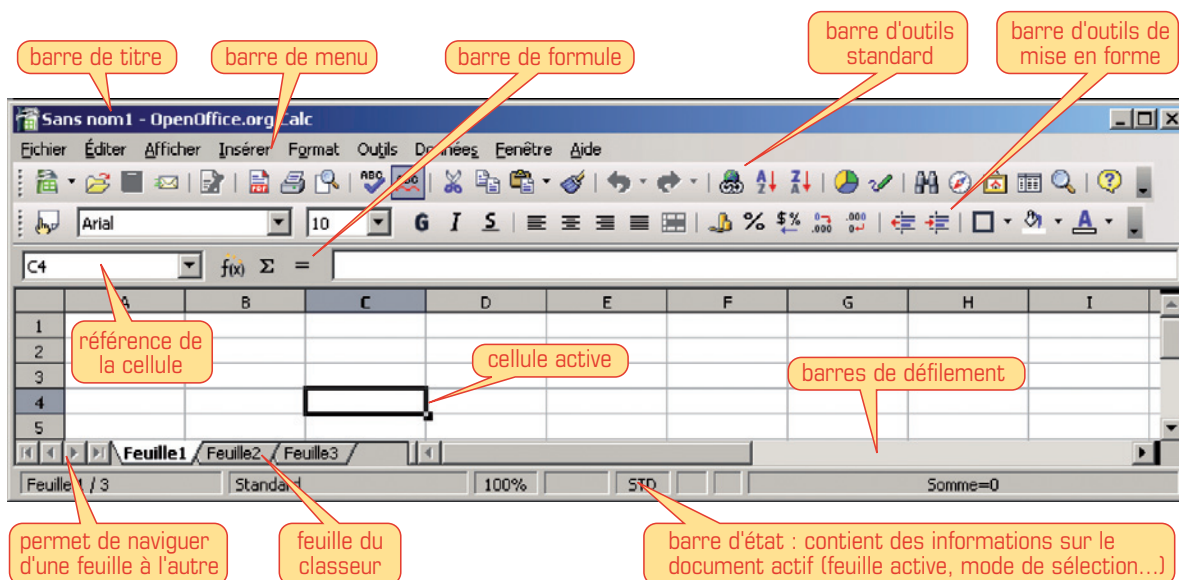 barre de titre
barre de menu
barre de formule
barre d'outils
standard
barre d'outils de
mise en forme
Sans nom1 - OpenOffice.org Calc
Fichier Éditer Afficher Insérer Format Outils Données Fenêtre Aide
Arial 10 G I S
C4 f(x) Σ =
A B C D E F G H I
1
2
3
4
5
référence de
la cellule
cellule active
barres de défilement
Feuille1 Feuille2 Feuille3
Feuille1 / 3 Standard 100% STD Somme=0
permet de naviguer
d'une feuille à l'autre
feuille du
classeur
barre d'état : contient des informations sur le
document actif (feuille active, mode de sélection...)